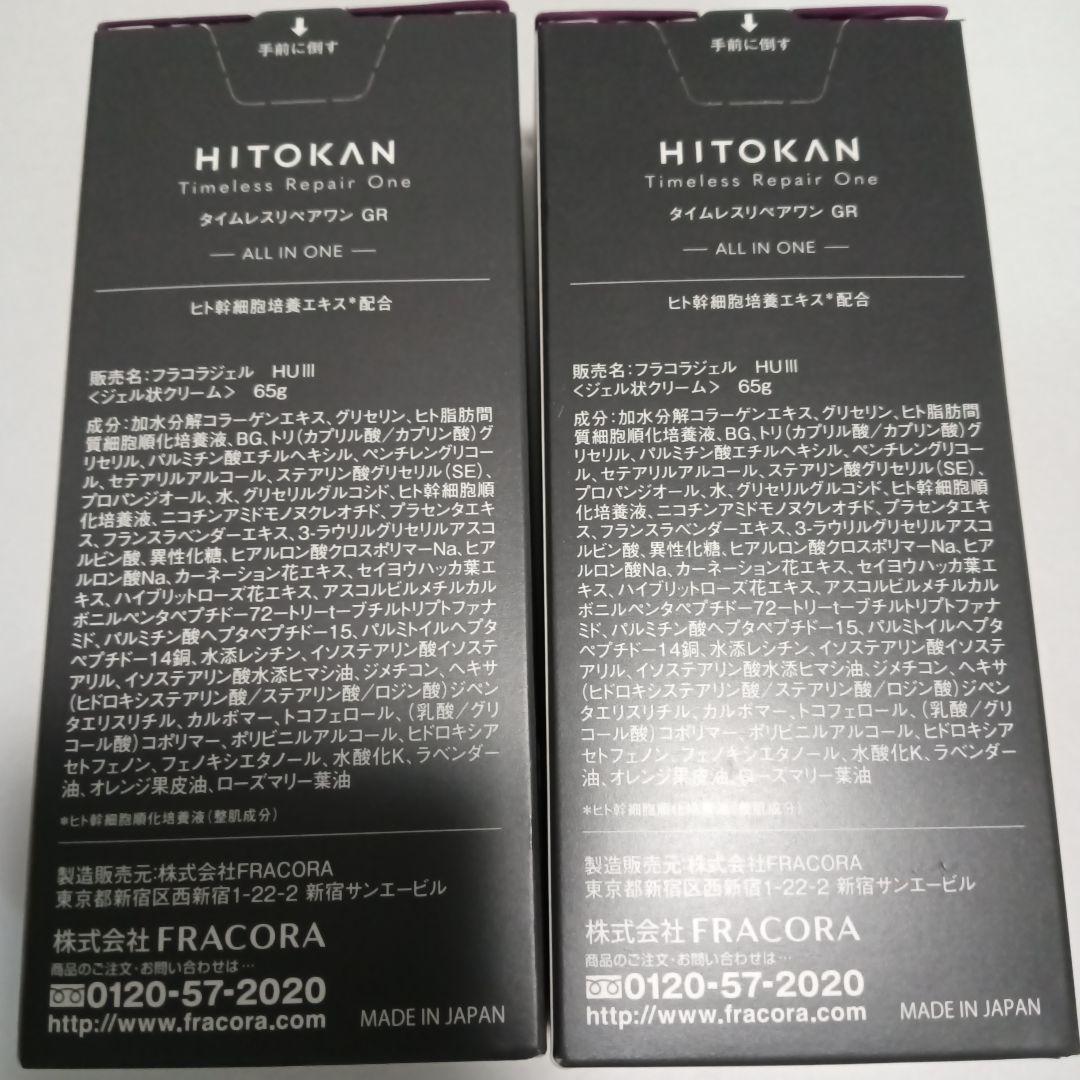 手前に倒す
HITOKAN
Timeless Repair One
タイムレスリペアワン GR
— ALL IN ONE —
ヒト幹細胞培養エキス*配合
販売名:フラコラジェル HUⅢ
<ジェル状クリーム> 65g
成分:加水分解コラーゲンエキス、グリセリン、ヒト脂肪間
質細胞順化培養液、BG、トリ(カプリル酸/カプリン酸)グ
リセリル、パルミチン酸エチルヘキシル、ペンチレングリコー
ル、セテアリルアルコール、ステアリン酸グリセリル(SE)、
プロパンジオール、水、グリセリルグルコシド、ヒト幹細胞順
化培養液、ニコチンアミドモノヌクレオチド、プラセンタエキ
ス、フランスラベンダーエキス、3-ラウリルグリセリルアスコ
ルビン酸、異性化糖、ヒアルロン酸クロスポリマーNa、ヒア
ルロン酸Na、カーネーション花エキス、セイヨウハッカ葉エ
キス、ハイブリットローズ花エキス、アスコルビルメチルカル
ボニルペンタペプチドー72ートリーtーブチルトリプトファナ
ミド、パルミチン酸ヘプタペプチドー15、パルミトイルヘプタ
ペプチドー14銅、水添レシチン、イソステアリン酸イソステ
アリル、イソステアリン酸水添ヒマシ油、ジメチコン、ヘキサ
(ヒドロキシステアリン酸/ステアリン酸/ロジン酸)ジペン
タエリスリチル、カルボマー、トコフェロール、(乳酸/グリ
コール酸)コポリマー、ポリビニルアルコール、ヒドロキシア
セトフェノン、フェノキシエタノール、水酸化K、ラベンダー
油、オレンジ果皮油、ローズマリー葉油
*ヒト幹細胞順化培養液(整肌成分)
製造販売元:株式会社FRACORA
東京都新宿区西新宿1-22-2 新宿サンエービル
株式会社 FRACORA
商品のご注文・お問い合わせは…
0120-57-2020
http://www.fracora.com MADE IN JAPAN
手前に倒す
HITOKAN
Timeless Repair One
タイムレスリペアワン GR
— ALL IN ONE —
ヒト幹細胞培養エキス*配合
販売名:フラコラジェル HUⅢ
<ジェル状クリーム> 65g
成分:加水分解コラーゲンエキス、グリセリン、ヒト脂肪間
質細胞順化培養液、BG、トリ(カプリル酸/カプリン酸)グ
リセリル、パルミチン酸エチルヘキシル、ペンチレングリコー
ル、セテアリルアルコール、ステアリン酸グリセリル(SE)、
プロパンジオール、水、グリセリルグルコシド、ヒト幹細胞順
化培養液、ニコチンアミドモノヌクレオチド、プラセンタエキ
ス、フランスラベンダーエキス、3-ラウリルグリセリルアスコ
ルビン酸、異性化糖、ヒアルロン酸クロスポリマーNa、ヒア
ルロン酸Na、カーネーション花エキス、セイヨウハッカ葉エ
キス、ハイブリットローズ花エキス、アスコルビルメチルカル
ボニルペンタペプチドー72ートリーtーブチルトリプトファナ
ミド、パルミチン酸ヘプタペプチドー15、パルミトイルヘプタ
ペプチドー14銅、水添レシチン、イソステアリン酸イソステ
アリル、イソステアリン酸水添ヒマシ油、ジメチコン、ヘキサ
(ヒドロキシステアリン酸/ステアリン酸/ロジン酸)ジペン
タエリスリチル、カルボマー、トコフェロール、(乳酸/グリ
コール酸)コポリマー、ポリビニルアルコール、ヒドロキシア
セトフェノン、フェノキシエタノール、水酸化K、ラベンダー
油、オレンジ果皮油、ローズマリー葉油
*ヒト幹細胞順化培養液(整肌成分)
製造販売元:株式会社FRACORA
東京都新宿区西新宿1-22-2 新宿サンエービル
株式会社 FRACORA
商品のご注文・お問い合わせは…
0120-57-2020
http://www.fracora.com MADE IN JAPAN